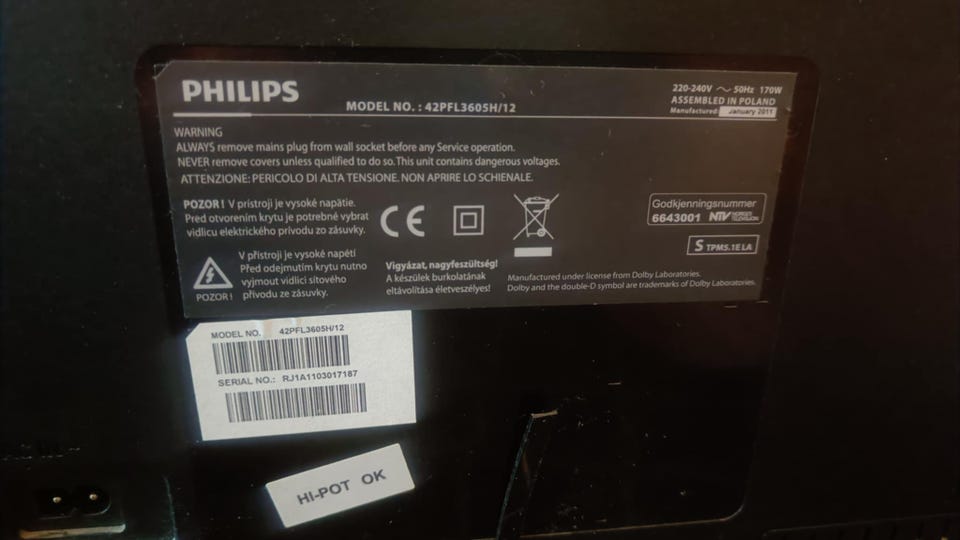 PHILIPS
MODEL NO. : 42PFL3605H/12
220-240V ~ 50Hz 170W
ASSEMBLED IN POLAND
Manufactured: January 2011
WARNING
ALWAYS remove mains plug from wall socket before any Service operation.
NEVER remove covers unless qualified to do so. This unit contains dangerous voltages.
ATTENZIONE: PERICOLO DI ALTA TENSIONE. NON APRIRE LO SCHIENALE.
POZOR ! V prístroji je vysoké napätie.
Pred otvorením krytu je potrebné vybrat
vidlicu elektrického prívodu zo zásuvky.
CE
Godkjenningsnummer
6643001 NTV NORGES TELEVISJON
S TPM5.1E LA
V přístroji je vysoké napětí
Před odejmutím krytu nutno
vyjmout vidlici síťového
přívodu ze zásuvky.
POZOR !
Vigyázat, nagyfeszültség!
A készülek burkolatának
eltávolítása életveszélyes!
Manufactured under license from Dolby Laboratories.
Dolby and the double-D symbol are trademarks of Dolby Laboratories.
MODEL NO. 42PFL3605H/12
SERIAL NO.: RJ1A1103017187
HI-POT OK